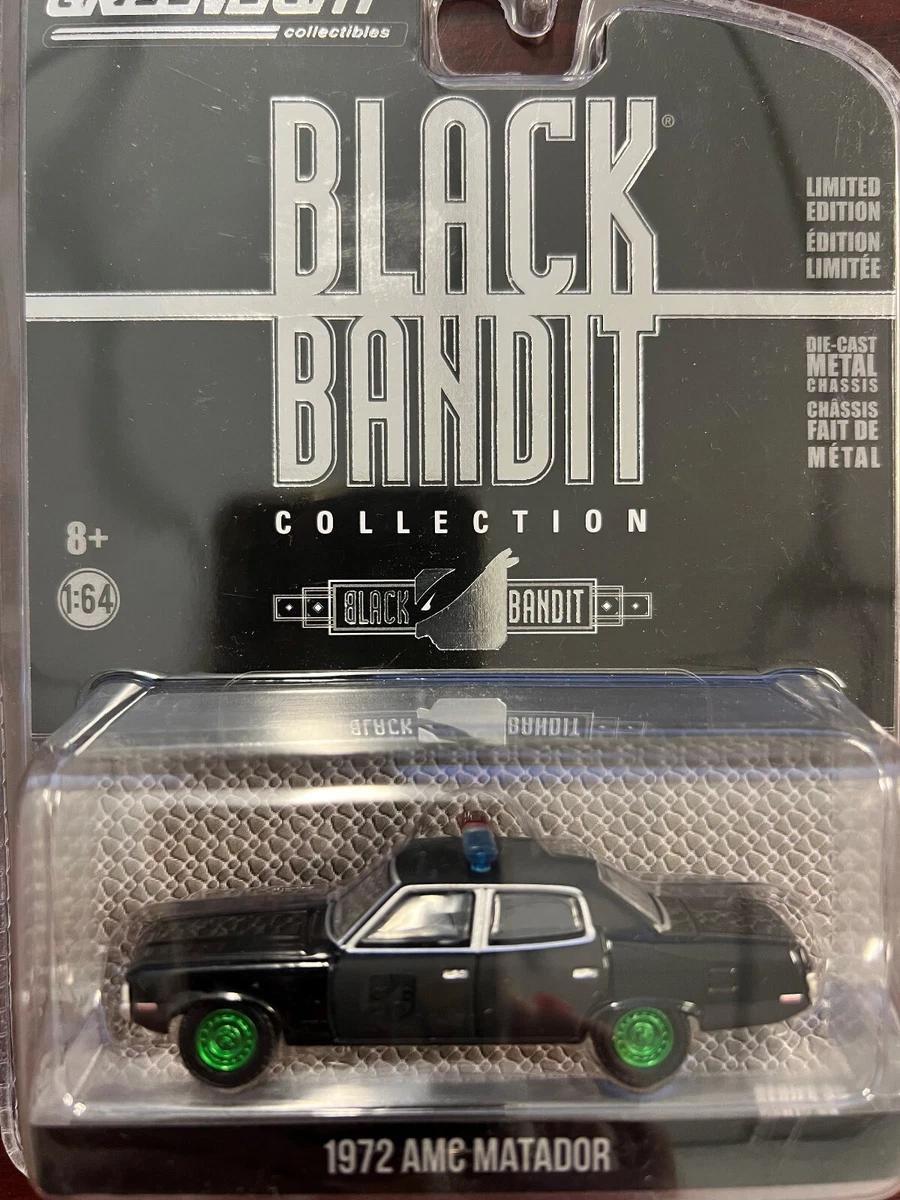 GREENLIGHT
collectibles
BLACK®
BANDIT
COLLECTION
LIMITED
EDITION
ÉDITION
LIMITÉE
DIE-CAST
METAL
CHASSIS
CHÂSSIS
FAIT DE
MÉTAL
8+
1:64
BLACK BANDIT
BLACK BANDIT
1972 AMC MATADOR